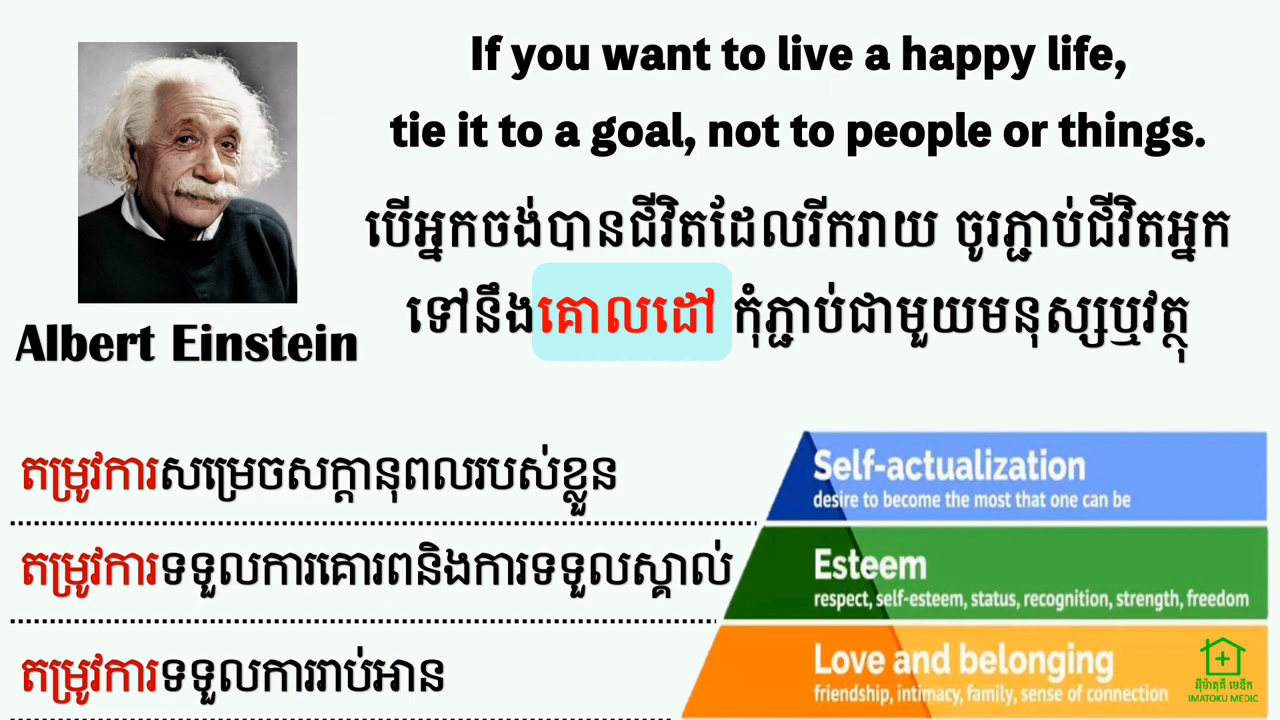 If you want to live a happy life,
tie it to a goal, not to people or things.
បើអ្នកចង់បានជីវិតដែលរីករាយ ចូរភ្ជាប់ជីវិតអ្នក
ទៅនឹងគោលដៅ កុំភ្ជាប់ជាមួយមនុស្សឬវត្ថុ
Albert Einstein
តម្រូវការសម្រេចសក្តានុពលរបស់ខ្លួន
Self-actualization
desire to become the most that one can be
តម្រូវការទទួលការគោរពនិងការទទួលស្គាល់
Esteem
respect, self-esteem, status, recognition, strength, freedom
តម្រូវការទទួលការរាប់អាន
Love and belonging
friendship, intimacy, family, sense of connection
អ៊ីម៉ាតុគឺ មេឌីក
IMATOKU MEDIC